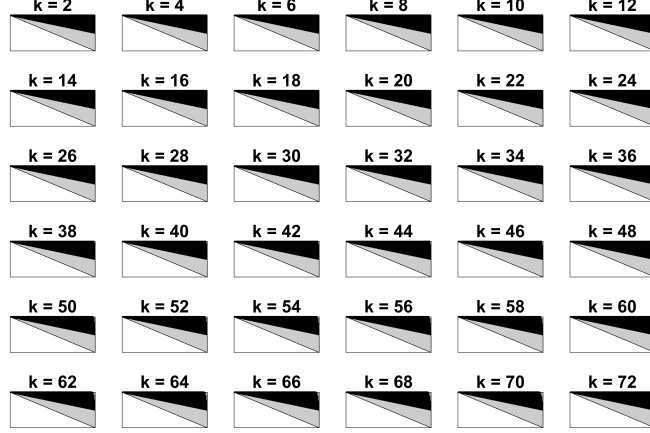 k = 2 k = 4 k = 6 k = 8 k = 10 k = 12
k = 14 k = 16 k = 18 k = 20 k = 22 k = 24
k = 26 k = 28 k = 30 k = 32 k = 34 k = 36
k = 38 k = 40 k = 42 k = 44 k = 46 k = 48
k = 50 k = 52 k = 54 k = 56 k = 58 k = 60
k = 62 k = 64 k = 66 k = 68 k = 70 k = 72